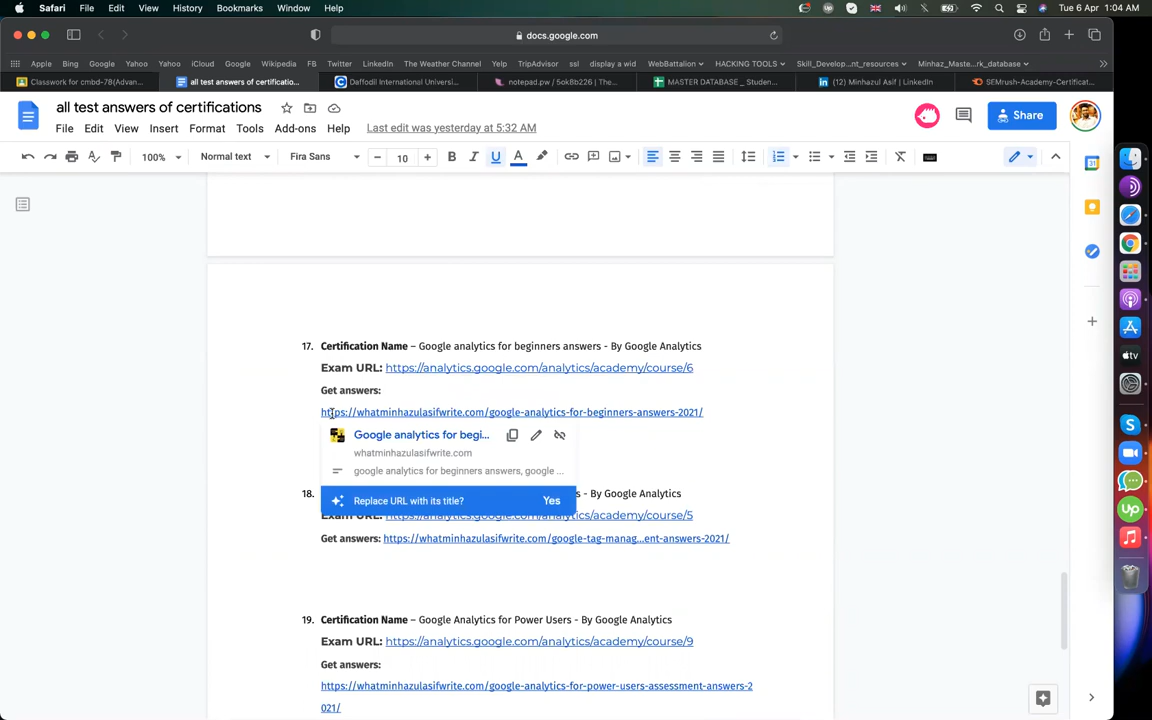 Safari File Edit View History Bookmarks Window Help Tue 6 Apr 1:04 AM
docs.google.com
Apple Bing Google Yahoo Yahoo iCloud Google Wikipedia FB Twitter LinkedIn The Weather Channel Yelp TripAdvisor ssl display a wid WebBattalion HACKING TOOLS Skill_Develop...nt_resources Minhaz_Maste...rk_database
Classwork for cmbd-78(Advan... all test answers of certificatio... Daffodil International Universi... notepad.pw / 5ok8b226 | The... MASTER DATABASE _ Studen... (12) Minhazul Asif | LinkedIn SEMrush-Academy-Certificat...
all test answers of certifications
File Edit View Insert Format Tools Add-ons Help Last edit was yesterday at 5:32 AM
Share
100% Normal text Fira Sans 10 B I U A
17. Certification Name – Google analytics for beginners answers - By Google Analytics
Exam URL: https://analytics.google.com/analytics/academy/course/6
Get answers:
https://whatminhazulasifwrite.com/google-analytics-for-beginners-answers-2021/
Google analytics for begi...
whatminhazulasifwrite.com
google analytics for beginners answers, google ...
18. s - By Google Analytics
Replace URL with its title? Yes
Exam URL: https://analytics.google.com/analytics/academy/course/5
Get answers: https://whatminhazulasifwrite.com/google-tag-manag...ent-answers-2021/
19. Certification Name – Google Analytics for Power Users - By Google Analytics
Exam URL: https://analytics.google.com/analytics/academy/course/9
Get answers:
https://whatminhazulasifwrite.com/google-analytics-for-power-users-assessment-answers-2
021/